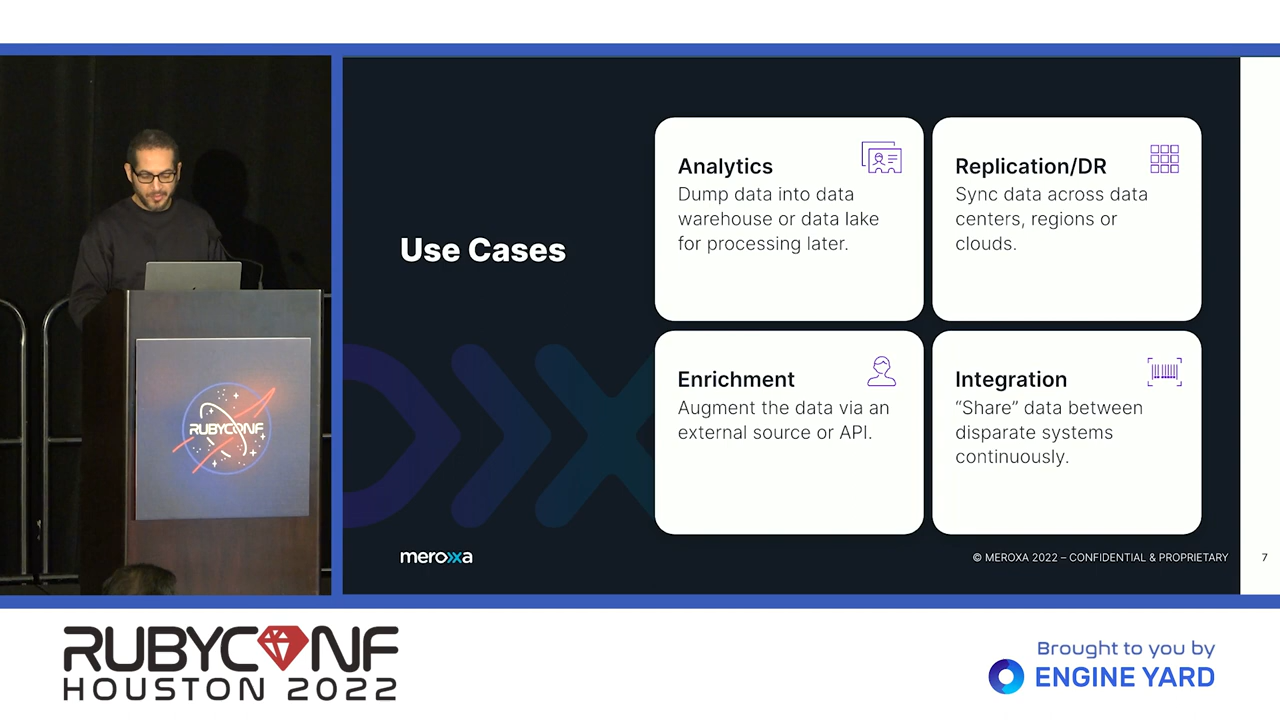 Use Cases
Analytics
Dump data into data
warehouse or data lake
for processing later.
Replication/DR
Sync data across data
centers, regions or
clouds.
Enrichment
Augment the data via an
external source or API.
Integration
“Share” data between
disparate systems
continuously.
meroxa
© MEROXA 2022 – CONFIDENTIAL & PROPRIETARY
7
RUBYCONF
RUBYCONF
HOUSTON 2022
Brought to you by
ENGINE YARD